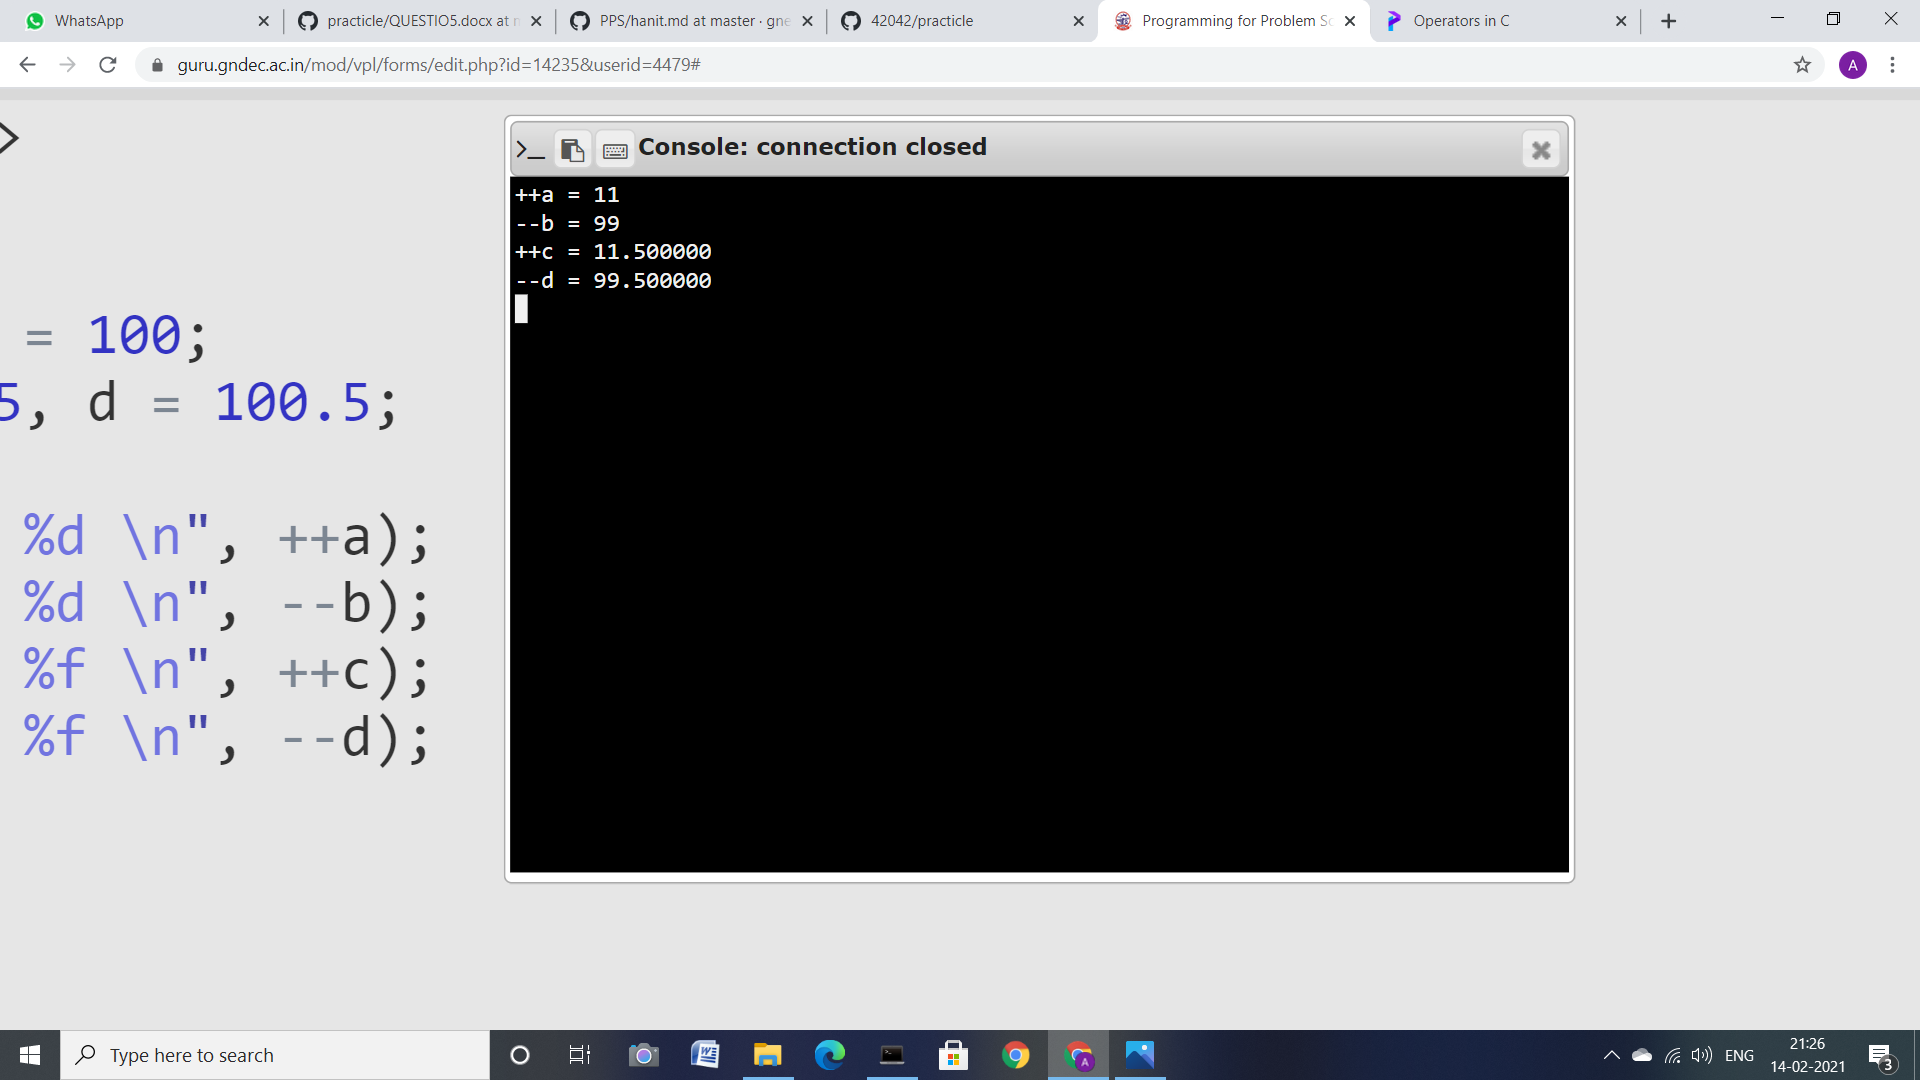 WhatsApp
practicle/QUESTIO5.docx at m
PPS/hanit.md at master · gne
42042/practicle
Programming for Problem So
Operators in C
guru.gndec.ac.in/mod/vpl/forms/edit.php?id=14235&userid=4479#
A
>
Console: connection closed
++a = 11
--b = 99
++c = 11.500000
--d = 99.500000
= 100;
5, d = 100.5;
%d \n", ++a);
%d \n", --b);
%f \n", ++c);
%f \n", --d);
Type here to search
ENG
21:26
14-02-2021
3